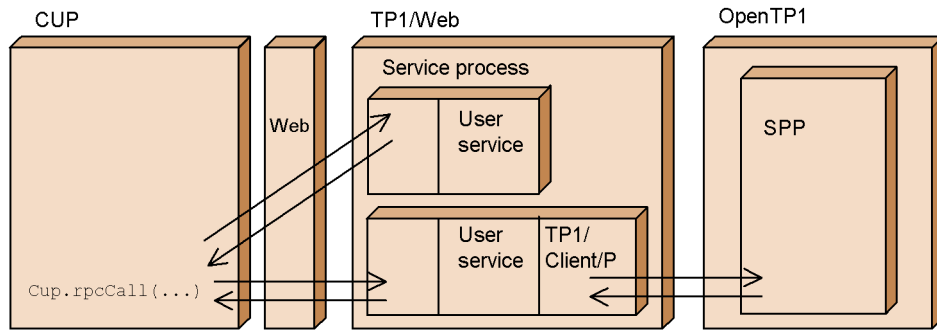 CUP
TP1/Web
OpenTP1
Service process
Web
User
service
SPP
User
service
TP1/
Client/P
Cup.rpcCall(...)